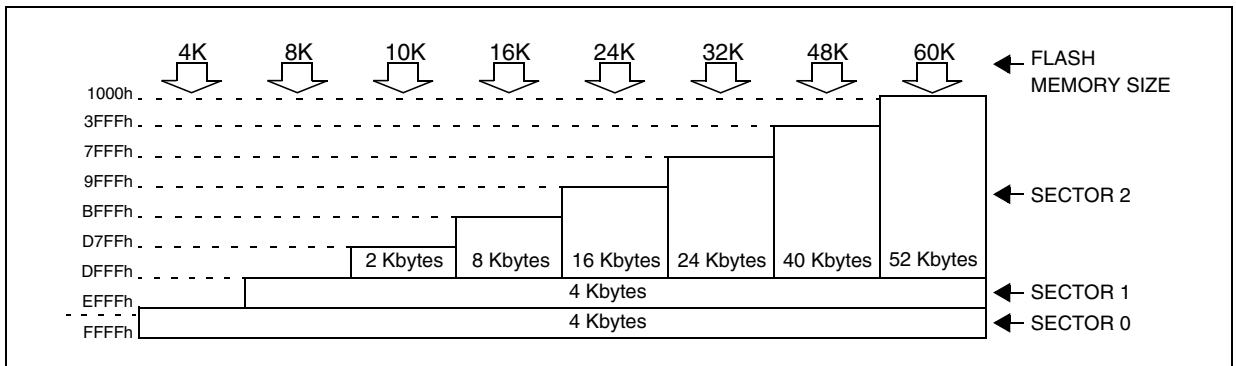 4K 8K 10K 16K 24K 32K 48K 60K
FLASH
MEMORY SIZE
1000h
3FFFh
7FFFh
9FFFh
SECTOR 2
BFFFh
D7FFh
2 Kbytes 8 Kbytes 16 Kbytes 24 Kbytes 40 Kbytes 52 Kbytes
DFFFh
4 Kbytes
SECTOR 1
EFFFh
4 Kbytes
SECTOR 0
FFFFh